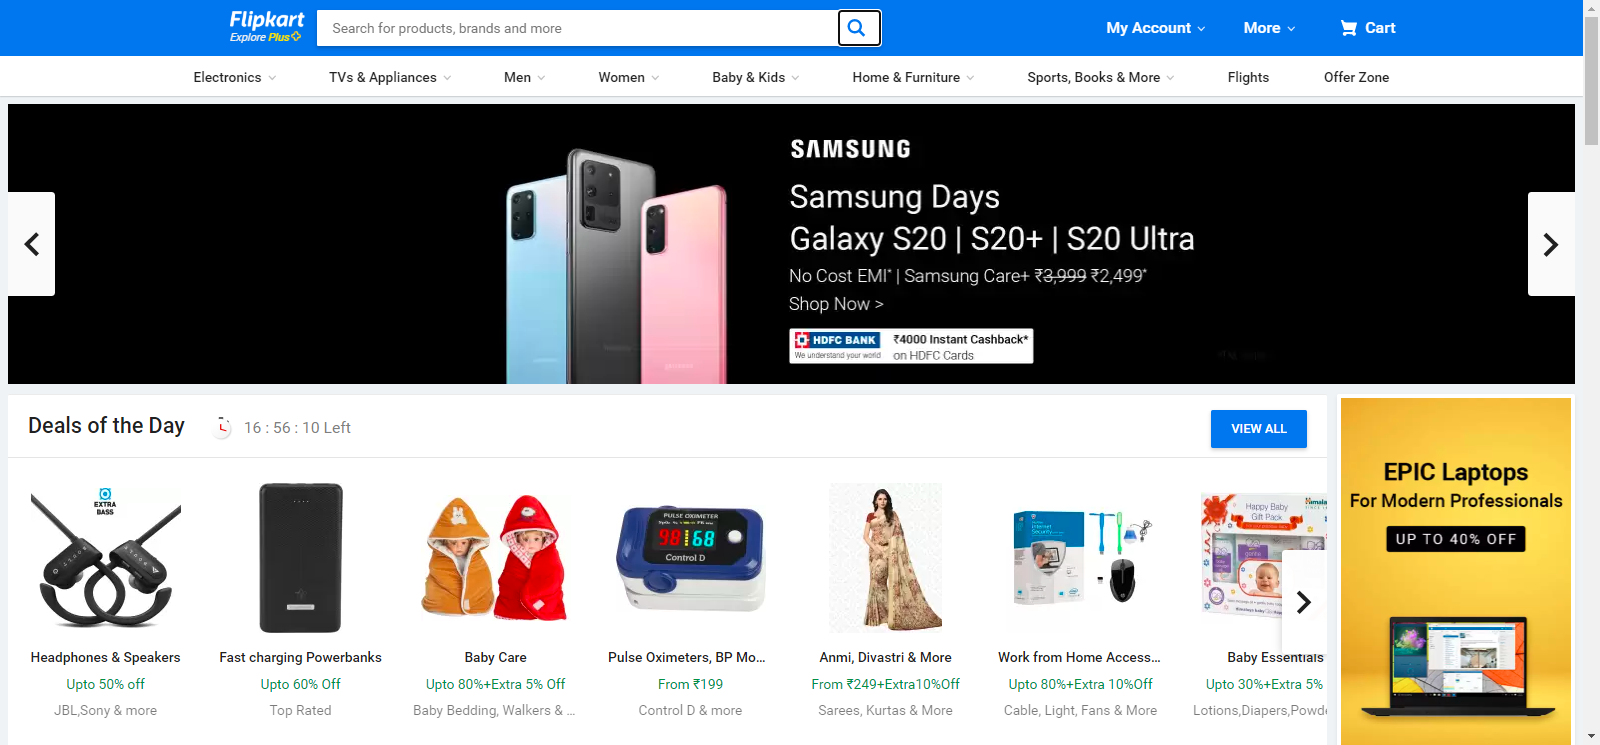 Flipkart
Explore Plus
Search for products, brands and more
My Account
More
Cart
Electronics
TVs & Appliances
Men
Women
Baby & Kids
Home & Furniture
Sports, Books & More
Flights
Offer Zone
SAMSUNG
Samsung Days
Galaxy S20 | S20+ | S20 Ultra
No Cost EMI* | Samsung Care+ ₹3,999 ₹2,499*
Shop Now >
HDFC BANK
We understand your world
₹4000 Instant Cashback*
on HDFC Cards
Deals of the Day
16 : 56 : 10 Left
VIEW ALL
EXTRA
BASS
PULSE OXIMETER
98 68
Control D
Happy Baby
Gift Pack
Headphones & Speakers
Upto 50% off
JBL,Sony & more
Fast charging Powerbanks
Upto 60% Off
Top Rated
Baby Care
Upto 80%+Extra 5% Off
Baby Bedding, Walkers & ...
Pulse Oximeters, BP Mo...
From ₹199
Control D & more
Anmi, Divastri & More
From ₹249+Extra10%Off
Sarees, Kurtas & More
Work from Home Access...
Upto 80%+Extra 10%Off
Cable, Light, Fans & More
Baby Essentials
Upto 30%+Extra 5%
Lotions,Diapers,Powde
EPIC Laptops
For Modern Professionals
UP TO 40% OFF